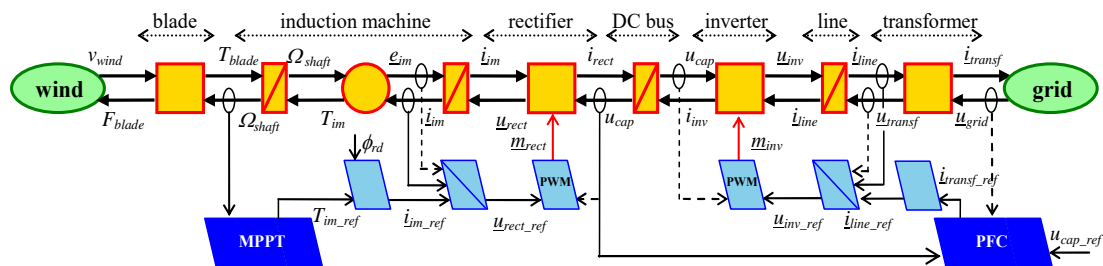 blade induction machine rectifier DC bus inverter line transformer
v_wind T_blade Ω_shaft e_im i_im i_rect u_cap u_inv i_line i_transf
wind grid
F_blade Ω_shaft T_im i_im u_rect u_cap i_inv i_line u_transf u_grid
ϕ_rd m_rect m_inv
PWM PWM i_transf_ref
T_im_ref i_im_ref u_rect_ref u_inv_ref i_line_ref
MPPT PFC u_cap_ref